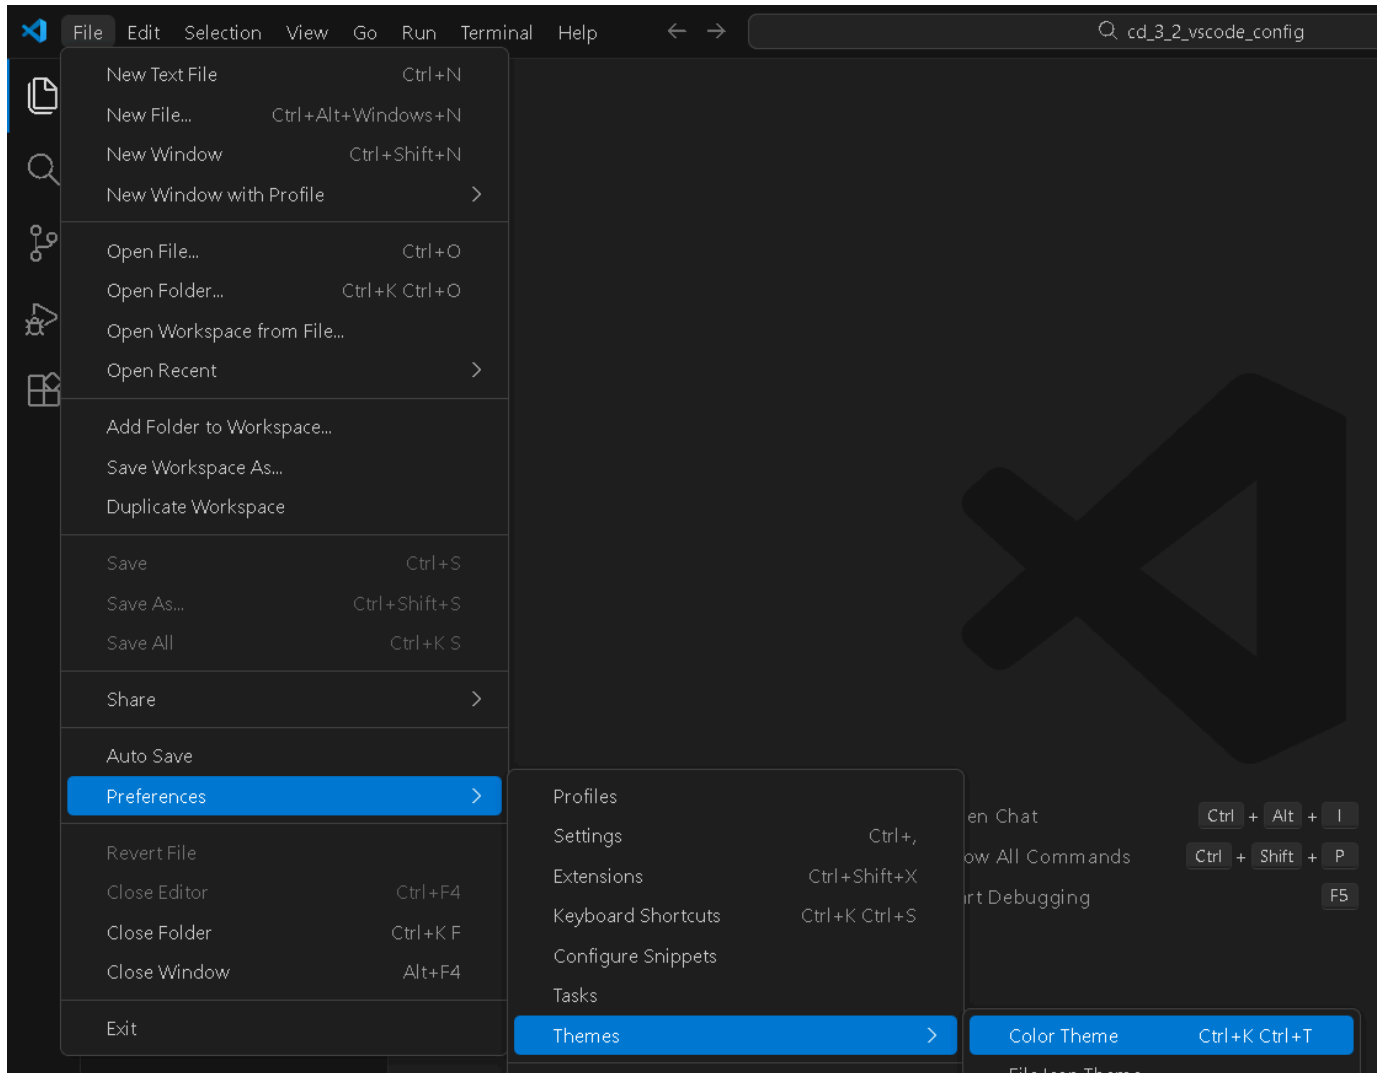 File Edit Selection View Go Run Terminal Help cd_3_2_vscode_config
New Text File Ctrl+N
New File... Ctrl+Alt+Windows+N
New Window Ctrl+Shift+N
New Window with Profile
Open File... Ctrl+O
Open Folder... Ctrl+K Ctrl+O
Open Workspace from File...
Open Recent
Add Folder to Workspace...
Save Workspace As...
Duplicate Workspace
Save Ctrl+S
Save As... Ctrl+Shift+S
Save All Ctrl+K S
Share
Auto Save
Preferences
Revert File
Close Editor Ctrl+F4
Close Folder Ctrl+K F
Close Window Alt+F4
Exit
Profiles
Settings Ctrl+,
Extensions Ctrl+Shift+X
Keyboard Shortcuts Ctrl+K Ctrl+S
Configure Snippets
Tasks
Themes
en Chat Ctrl + Alt + I
ow All Commands Ctrl + Shift + P
rt Debugging F5
Color Theme Ctrl+K Ctrl+T
File Icon Theme